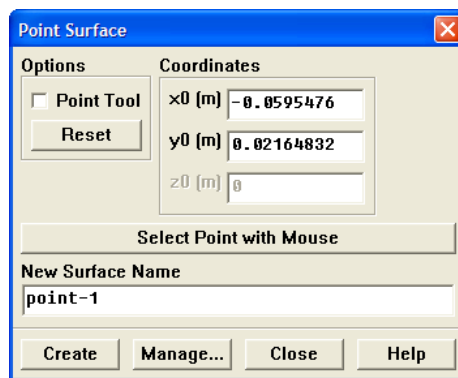 Point Surface
Options
Coordinates
Point Tool
Reset
x0 (m) -0.0595476
y0 (m) 0.02164832
z0 (m) 0
Select Point with Mouse
New Surface Name
point-1
Create Manage... Close Help